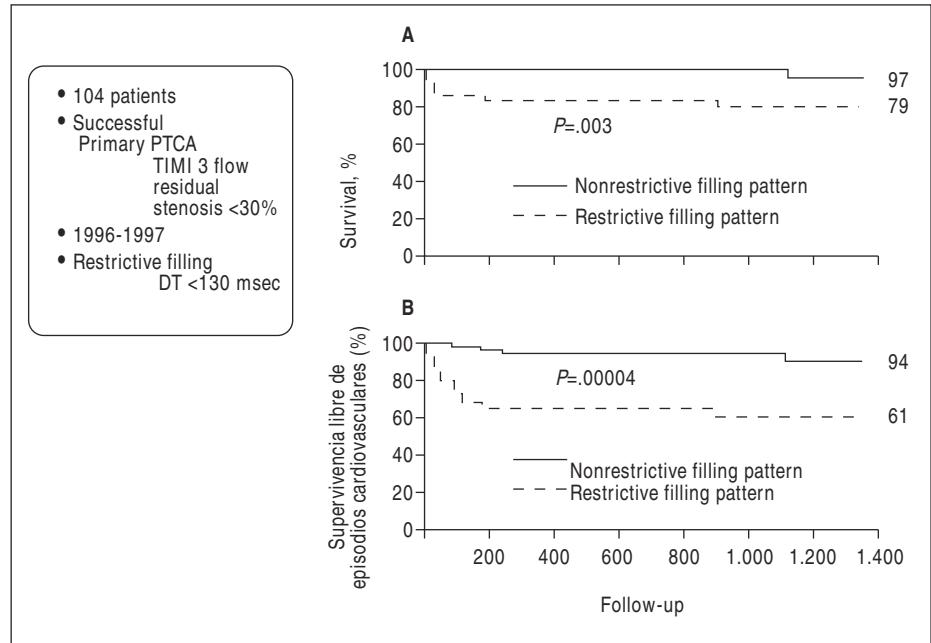 • 104 patients
• Successful
Primary PTCA
TIMI 3 flow
residual
stenosis <30%
• 1996-1997
• Restrictive filling
DT <130 msec
A
Survival, %
100
80
60
40
20
0
97
79
P=.003
Nonrestrictive filling pattern
Restrictive filling pattern
B
Supervivencia libre de
episodios cardiovasculares (%)
100
80
60
40
20
0
94
61
P=.00004
Nonrestrictive filling pattern
Restrictive filling pattern
200 400 600 800 1.000 1.200 1.400
Follow-up